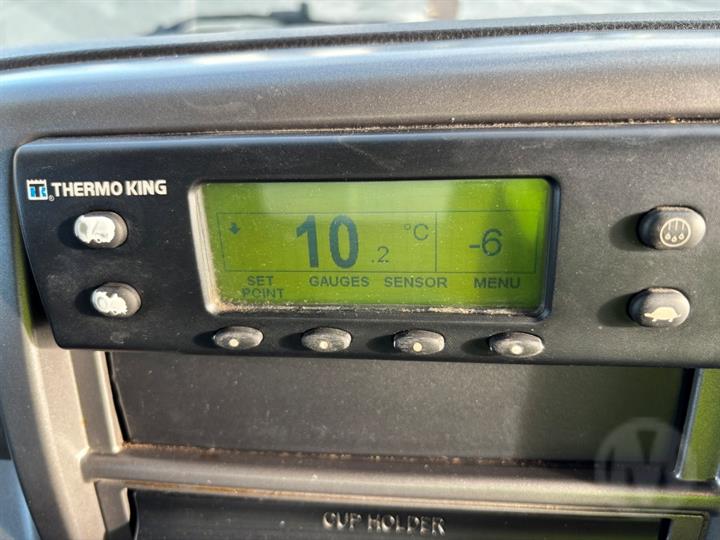 THERMO KING
10.2 °C -6
SET POINT GAUGES SENSOR MENU
CUP HOLDER